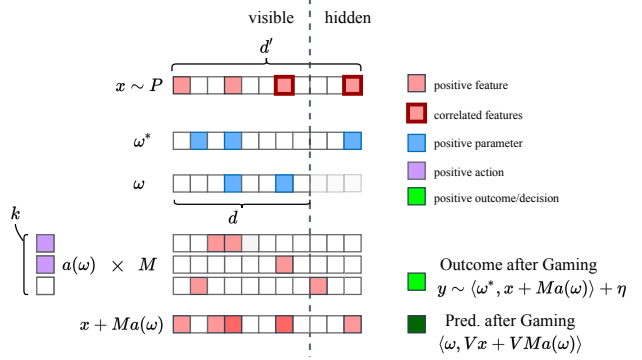 visible hidden
d′
x ∼ P
positive feature
correlated features
ω*
positive parameter
ω
positive action
positive outcome/decision
d
k
a(ω) × M
Outcome after Gaming
y ∼ ⟨ω*, x + Ma(ω)⟩ + η
x + Ma(ω)
Pred. after Gaming
⟨ω, Vx + VMa(ω)⟩